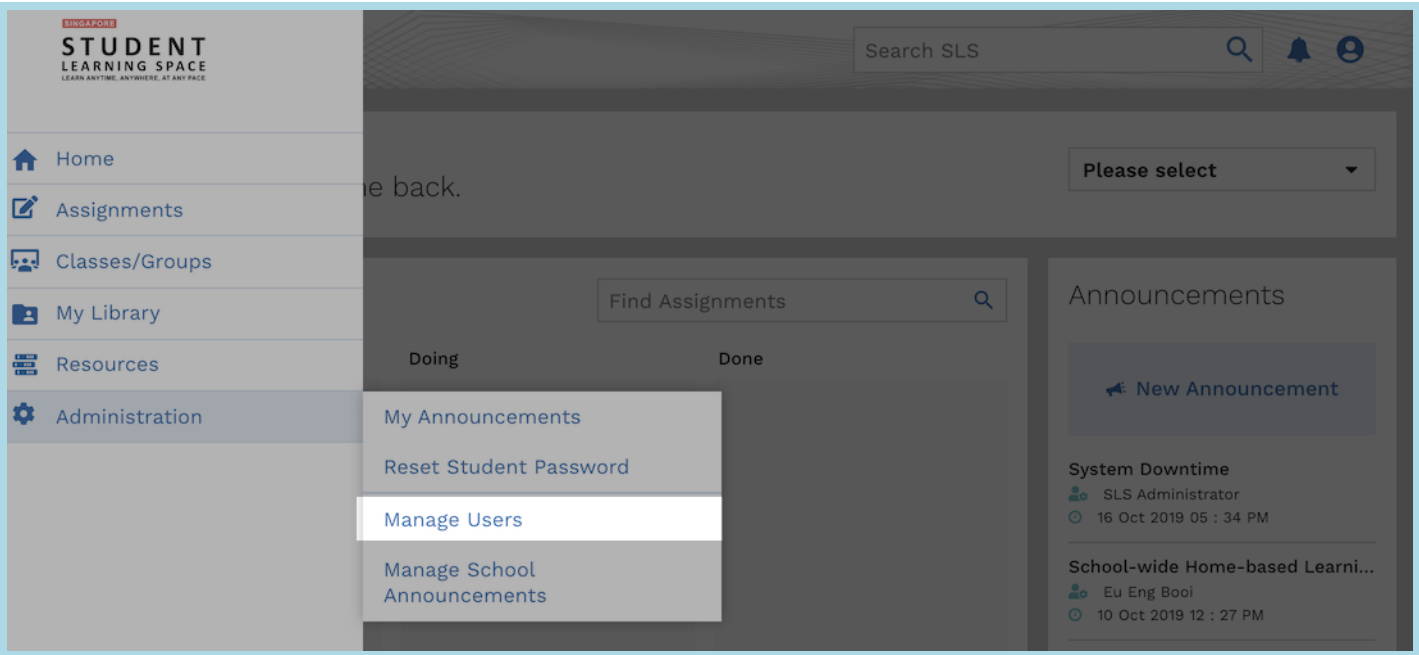 SINGAPORE
STUDENT
LEARNING SPACE
LEARN ANYTIME, ANYWHERE, AT ANY PACE
Search SLS
Home
Assignments
Classes/Groups
My Library
Resources
Administration
back.
Please select
Find Assignments
Doing
Done
My Announcements
Reset Student Password
Manage Users
Manage School
Announcements
Announcements
New Announcement
System Downtime
SLS Administrator
16 Oct 2019 05 : 34 PM
School-wide Home-based Learni...
Eu Eng Booi
10 Oct 2019 12 : 27 PM